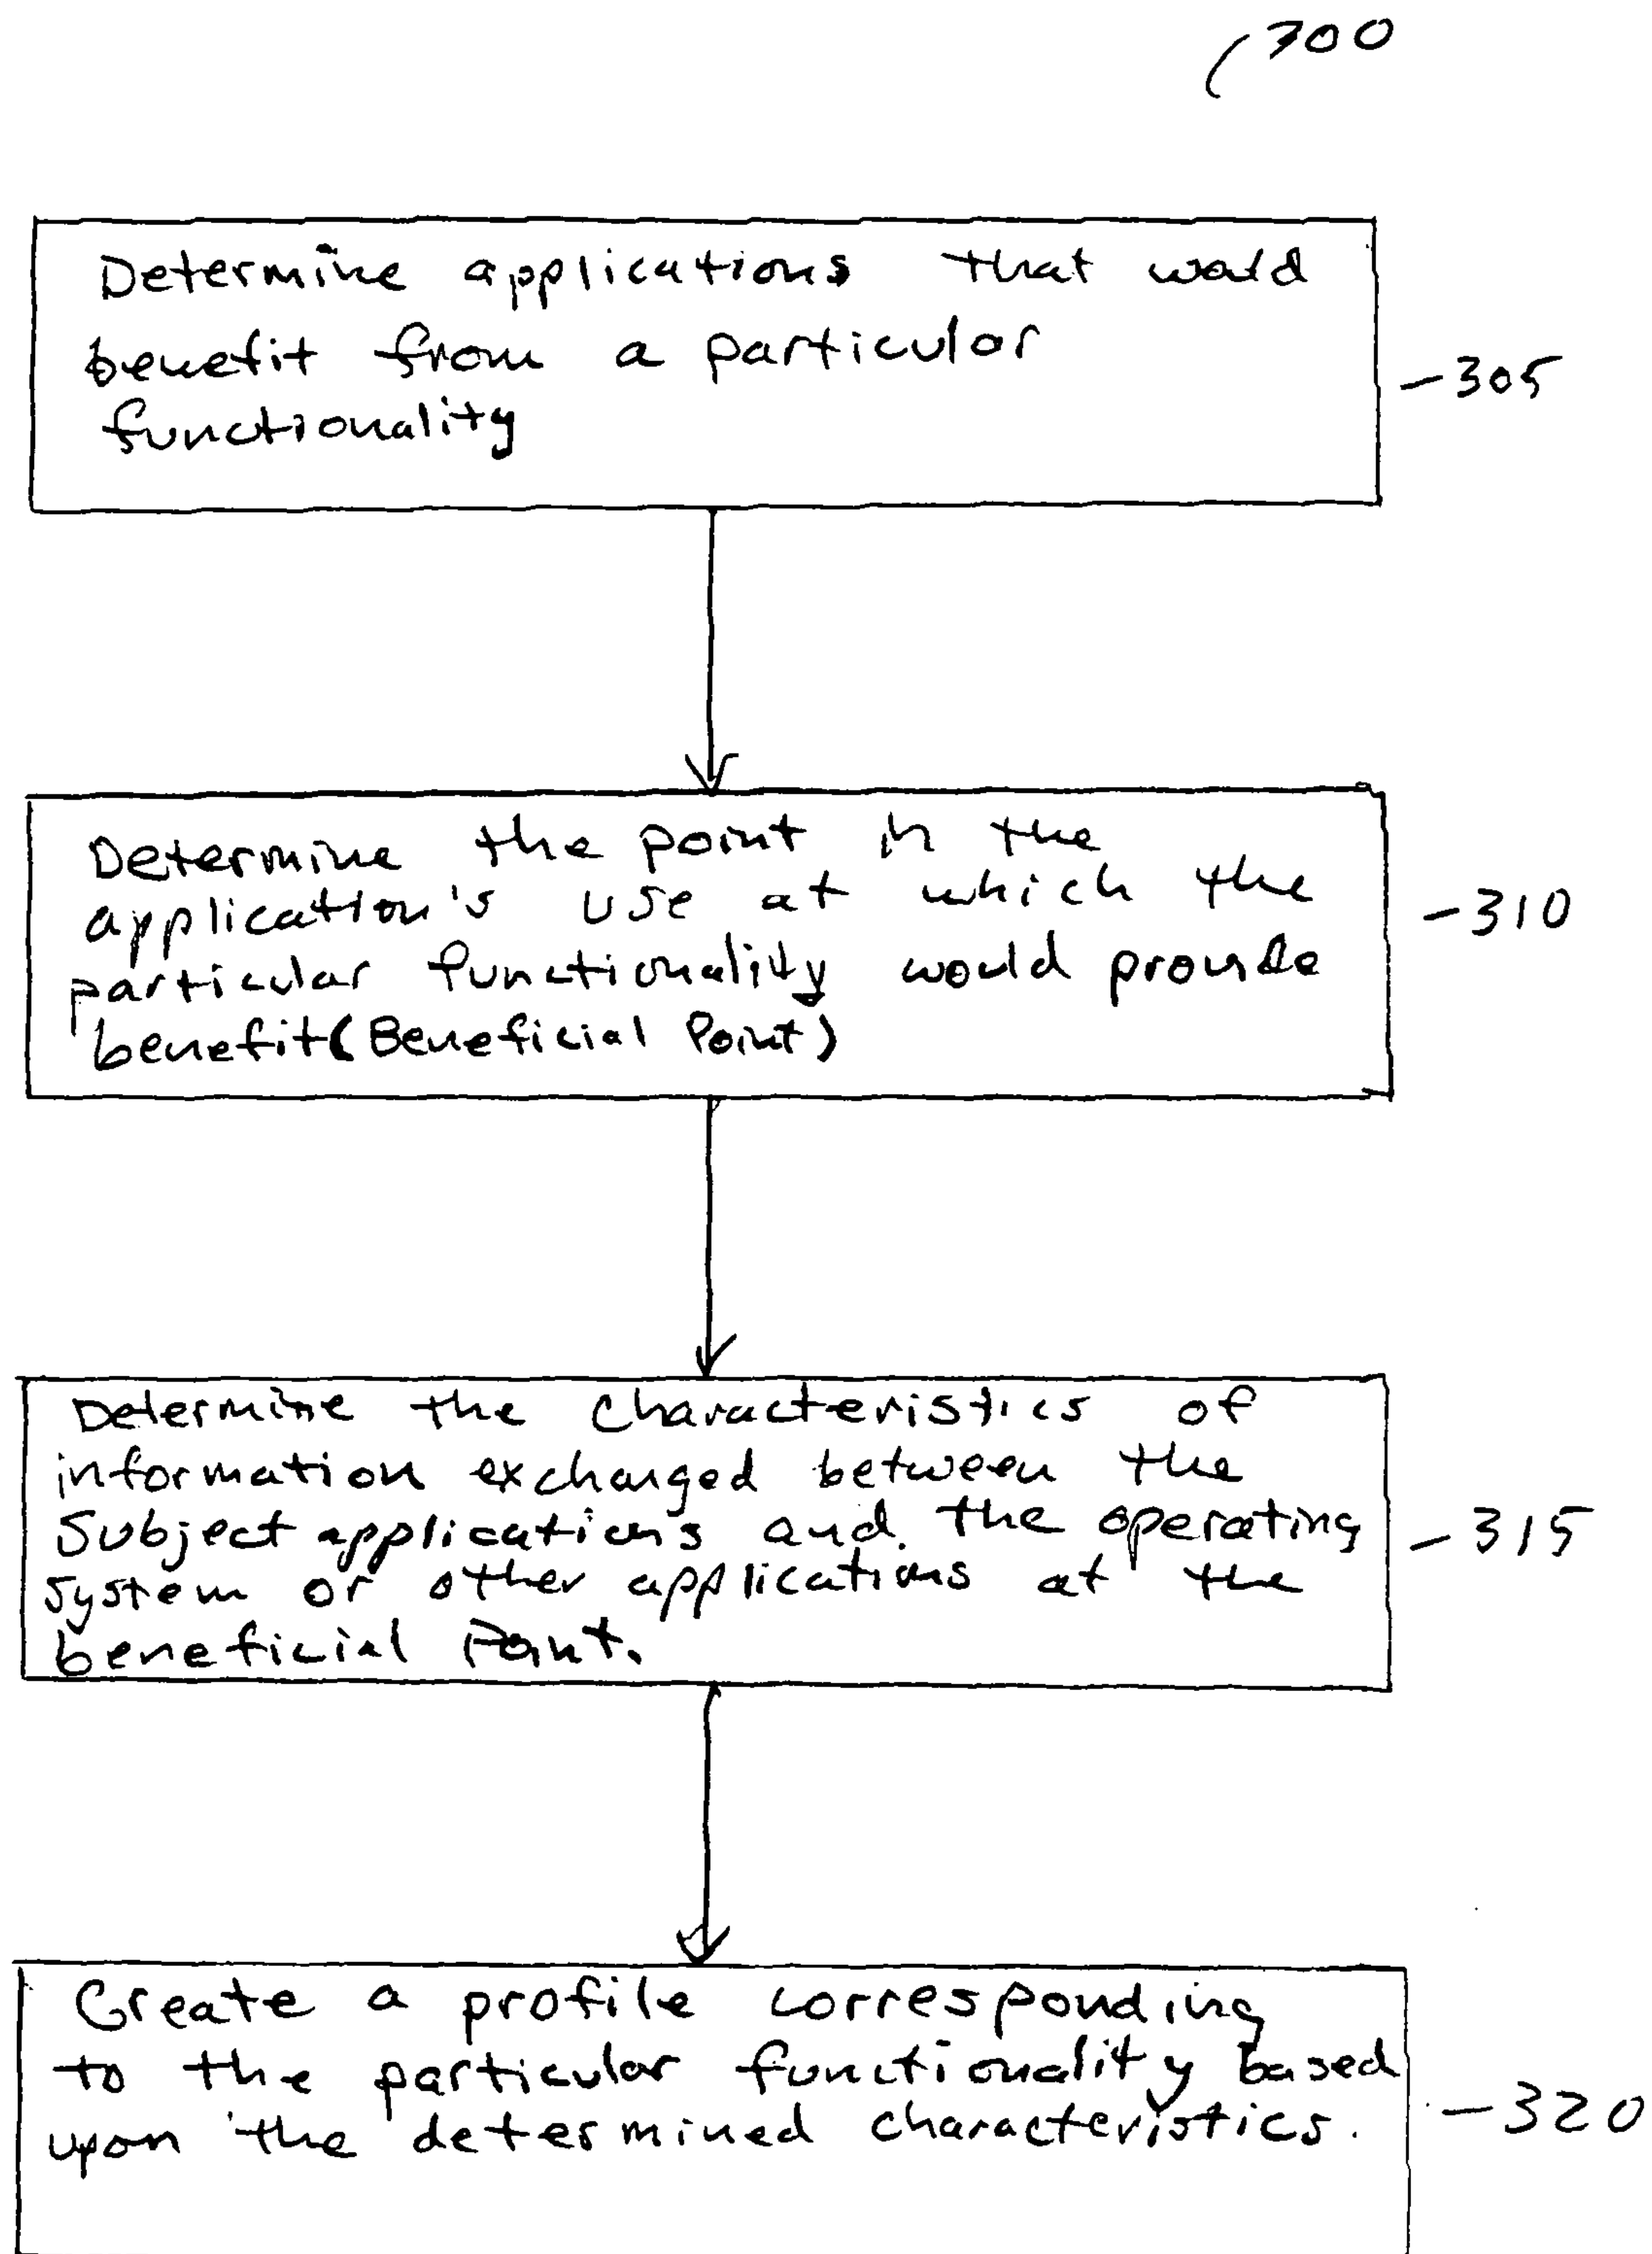 300
Determine applications that would
benefit from a particular
functionality
-305
Determine the point in the
application's use at which the
particular functionality would provide
benefit (Beneficial Point)
-310
Determine the characteristics of
information exchanged between the
Subject applications and the operating
system or other applications at the
beneficial Point.
-315
Create a profile corresponding
to the particular functionality based
upon the determined characteristics.
-320